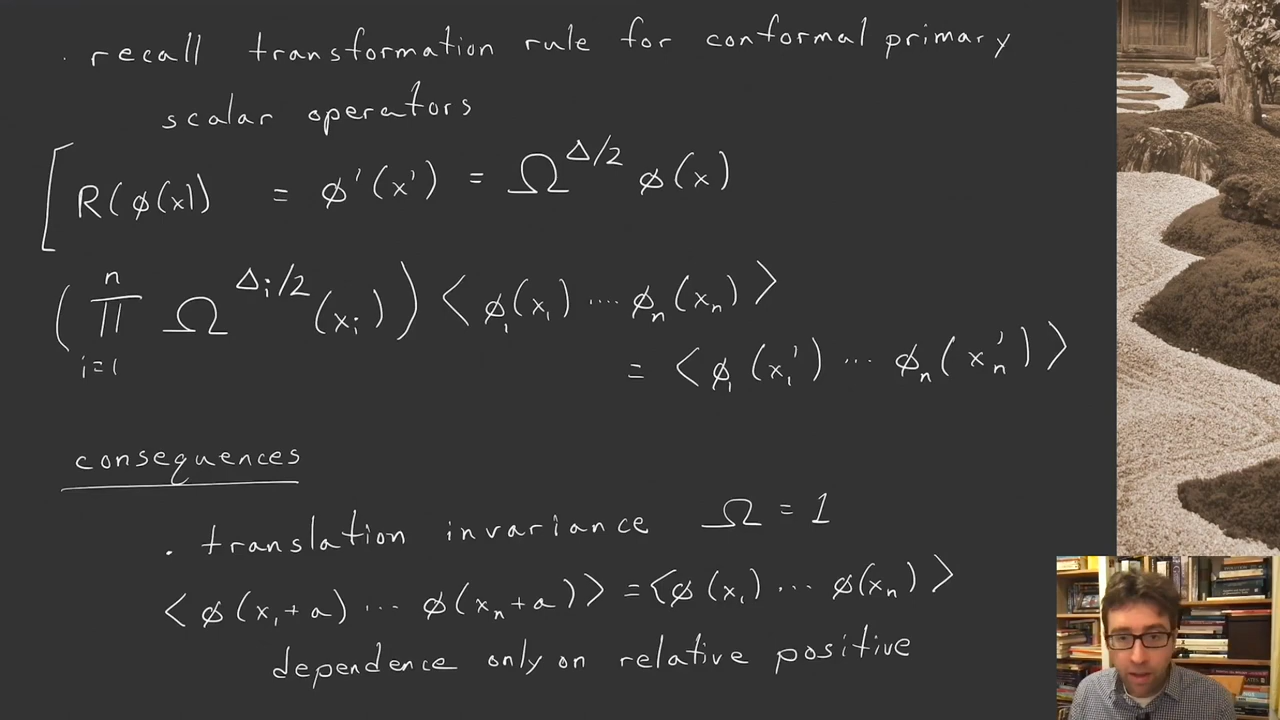 . recall transformation rule for conformal primary
scalar operators
R(ϕ(x)) = ϕ'(x') = Ω^{Δ/2} ϕ(x)
(∏_{i=1}^{n} Ω^{Δ_i/2}(x_i)) ⟨ϕ_1(x_1) .... ϕ_n(x_n)⟩
= ⟨ϕ_1(x_1') ... ϕ_n(x_n')⟩
consequences
. translation invariance Ω = 1
⟨ϕ(x_1+a) ... ϕ(x_n+a)⟩ = ⟨ϕ(x_1) ... ϕ(x_n)⟩
dependence only on relative positive